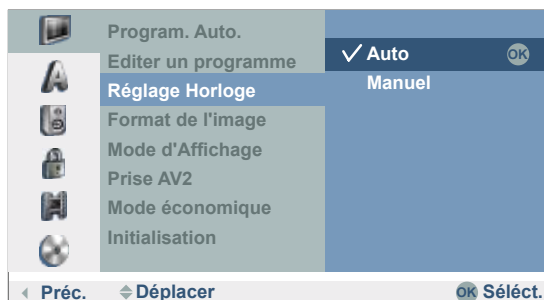 Program. Auto.
Editer un programme
Réglage Horloge
Format de l'image
Mode d'Affichage
Prise AV2
Mode économique
Initialisation
Auto OK
Manuel
A
Préc. Déplacer OK Séléct.